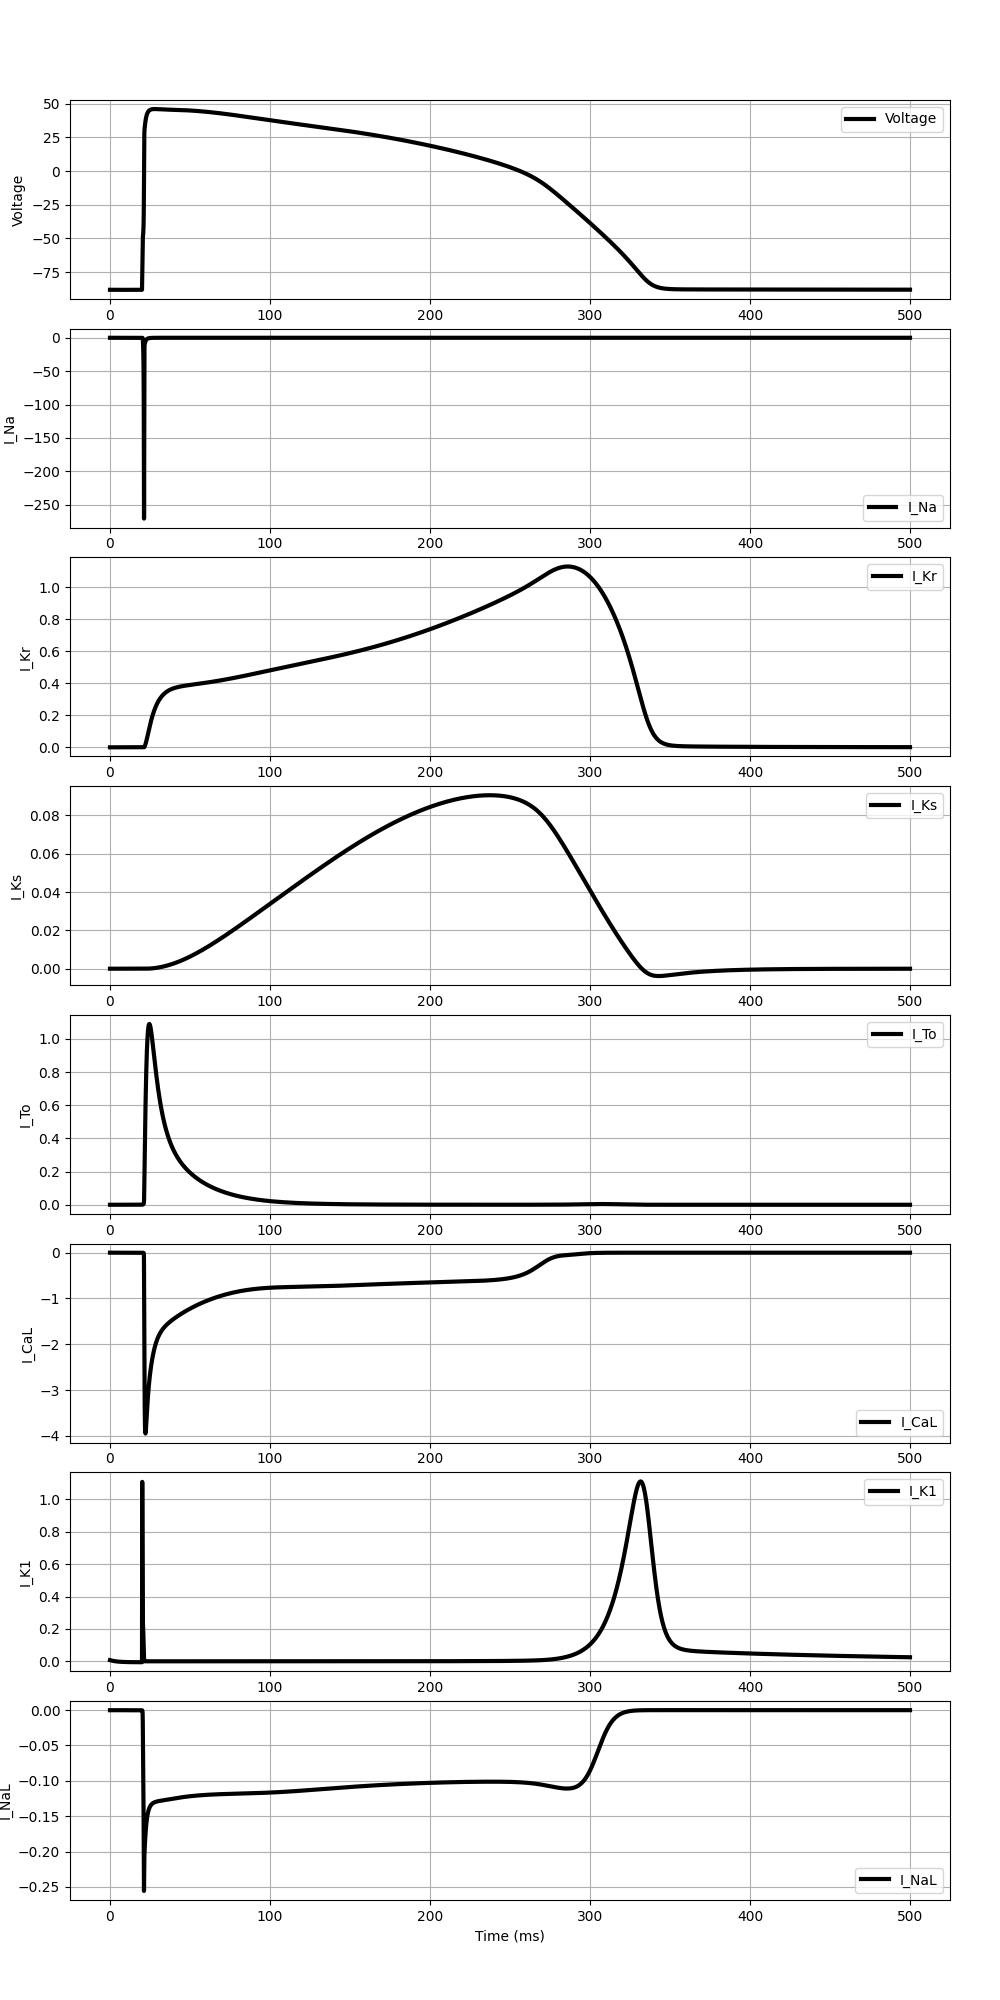 50
25
0
−25
−50
−75
Voltage
Voltage
0 100 200 300 400 500
0
−50
−100
−150
−200
−250
I_Na
I_Na
0 100 200 300 400 500
1.0
0.8
0.6
0.4
0.2
0.0
I_Kr
I_Kr
0 100 200 300 400 500
0.08
0.06
0.04
0.02
0.00
I_Ks
I_Ks
0 100 200 300 400 500
1.0
0.8
0.6
0.4
0.2
0.0
I_To
I_To
0 100 200 300 400 500
0
−1
−2
−3
−4
I_CaL
I_CaL
0 100 200 300 400 500
1.0
0.8
0.6
0.4
0.2
0.0
I_K1
I_K1
0 100 200 300 400 500
0.00
−0.05
−0.10
−0.15
−0.20
−0.25
I_NaL
I_NaL
0 100 200 300 400 500
Time (ms)